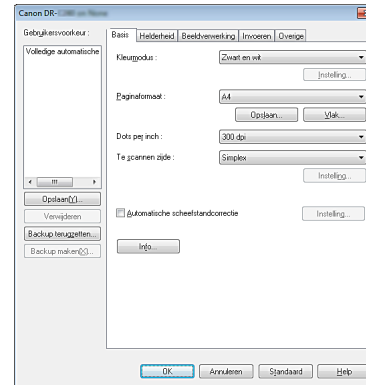 Canon DR-
Gebruikersvoorkeur :
Volledige automatische
Opslaan(Y)...
Verwijderen
Backup terugzetten...
Backup maken(X)...
Basis Helderheid Beeldverwerking Invoeren Overige
Kleurmodus : Zwart en wit
Instelling...
Paginaformaat : A4
Opslaan... Vlak...
Dots per inch : 300 dpi
Te scannen zijde : Simplex
Instelling...
Automatische scheefstandcorrectie Instelling...
Info...
OK Annuleren Standaard Help